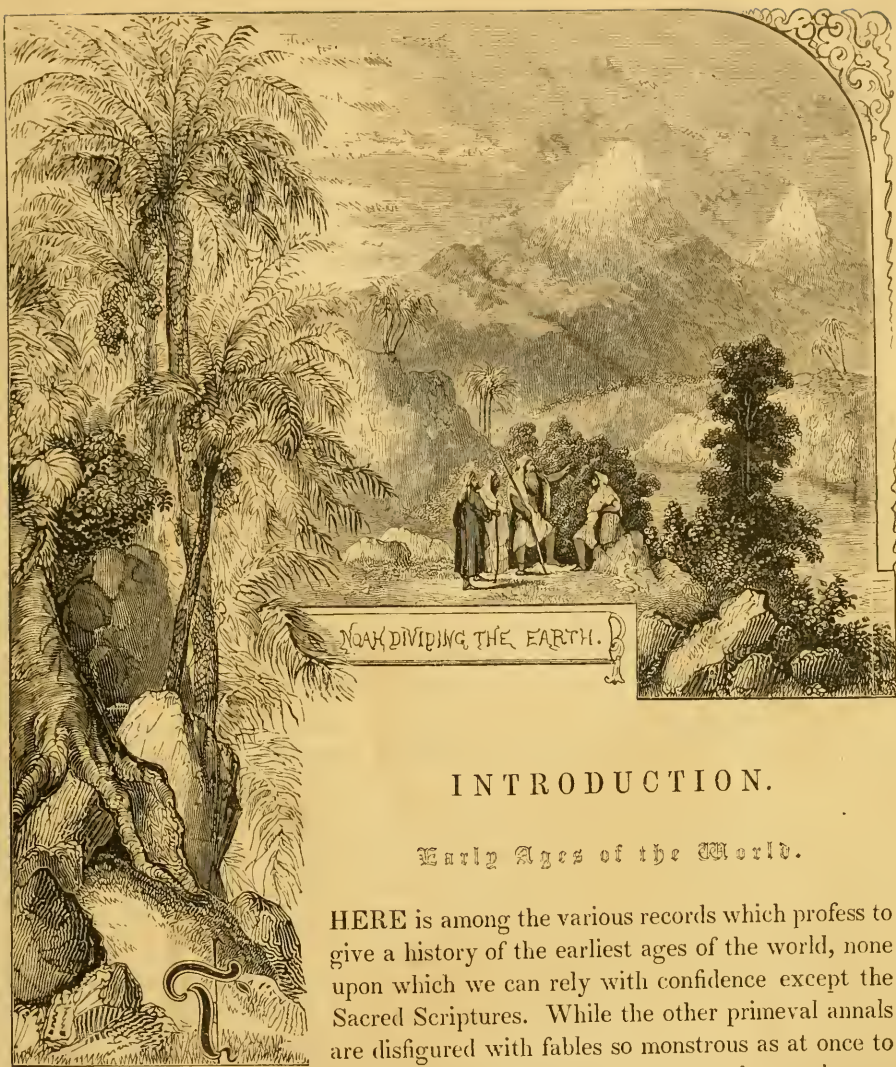 NOAH DIVIDING THE EARTH.
INTRODUCTION.
Early Ages of the World.
THERE is among the various records which profess to
give a history of the earliest ages of the world, none
upon which we can rely with confidence except the
Sacred Scriptures. While the other primeval annals
are disfigured with fables so monstrous as at once to